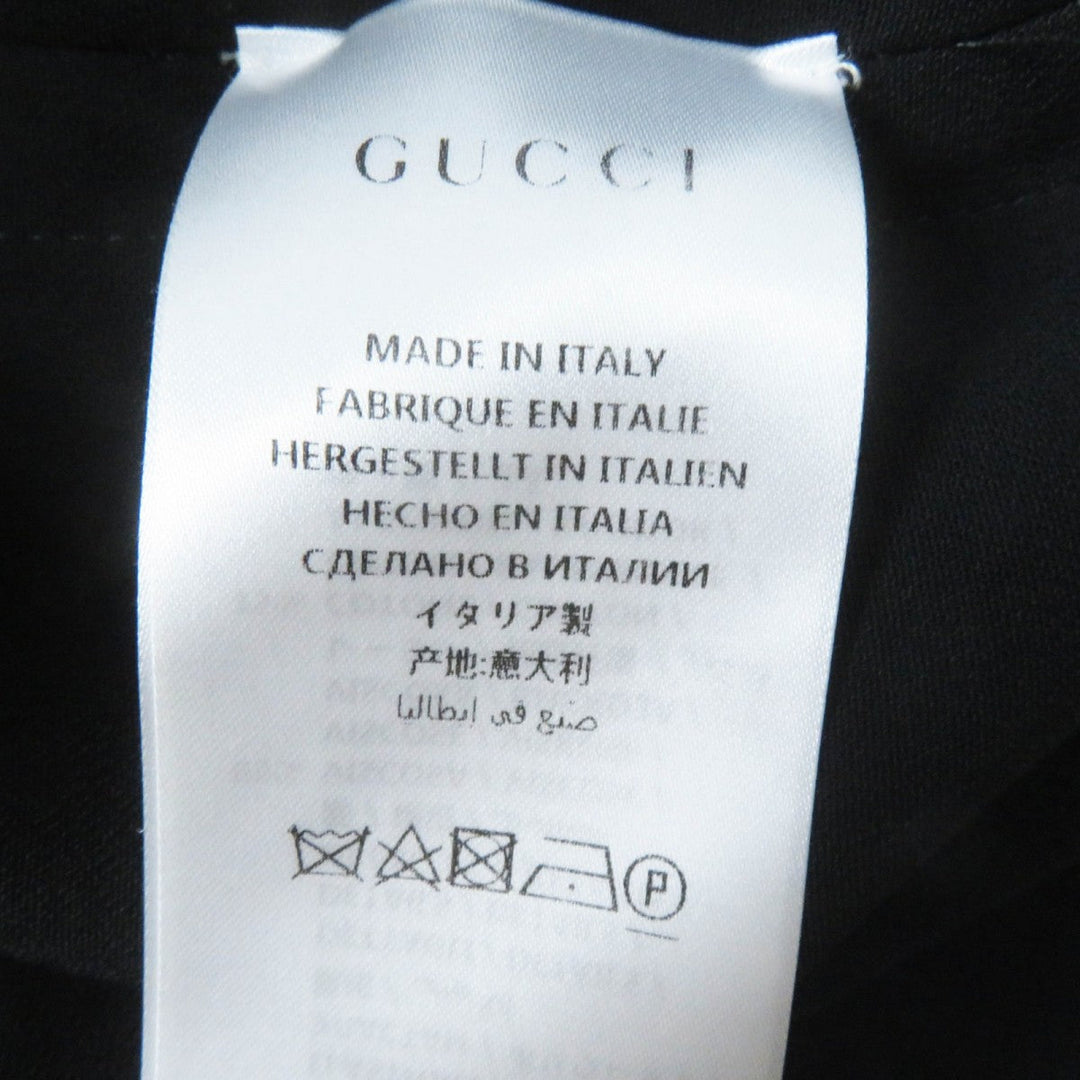 GUCCI
MADE IN ITALY
FABRIQUE EN ITALIE
HERGESTELLT IN ITALIEN
HECHO EN ITALIA
СДЕЛАНО В ИТАЛИИ
イタリア製
产地:意大利
صنع في ايطاليا
P